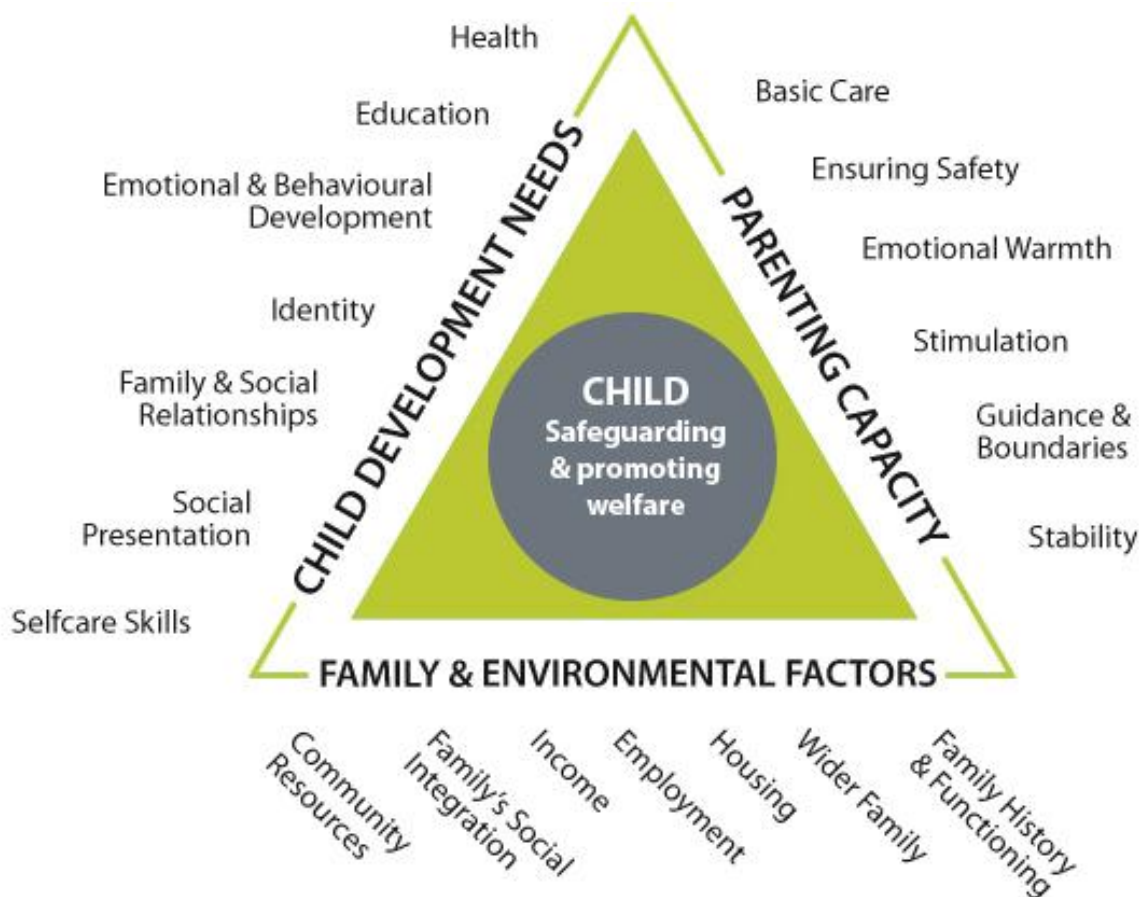 Health
Education
Emotional & Behavioural
Development
Identity
Family & Social
Relationships
Social
Presentation
Selfcare Skills
CHILD DEVELOPMENT NEEDS
CHILD
Safeguarding
& promoting
welfare
PARENTING CAPACITY
Basic Care
Ensuring Safety
Emotional Warmth
Stimulation
Guidance &
Boundaries
Stability
FAMILY & ENVIRONMENTAL FACTORS
Community
Resources
Family's Social
Integration
Income
Employment
Housing
Wider Family
Family History
& Functioning